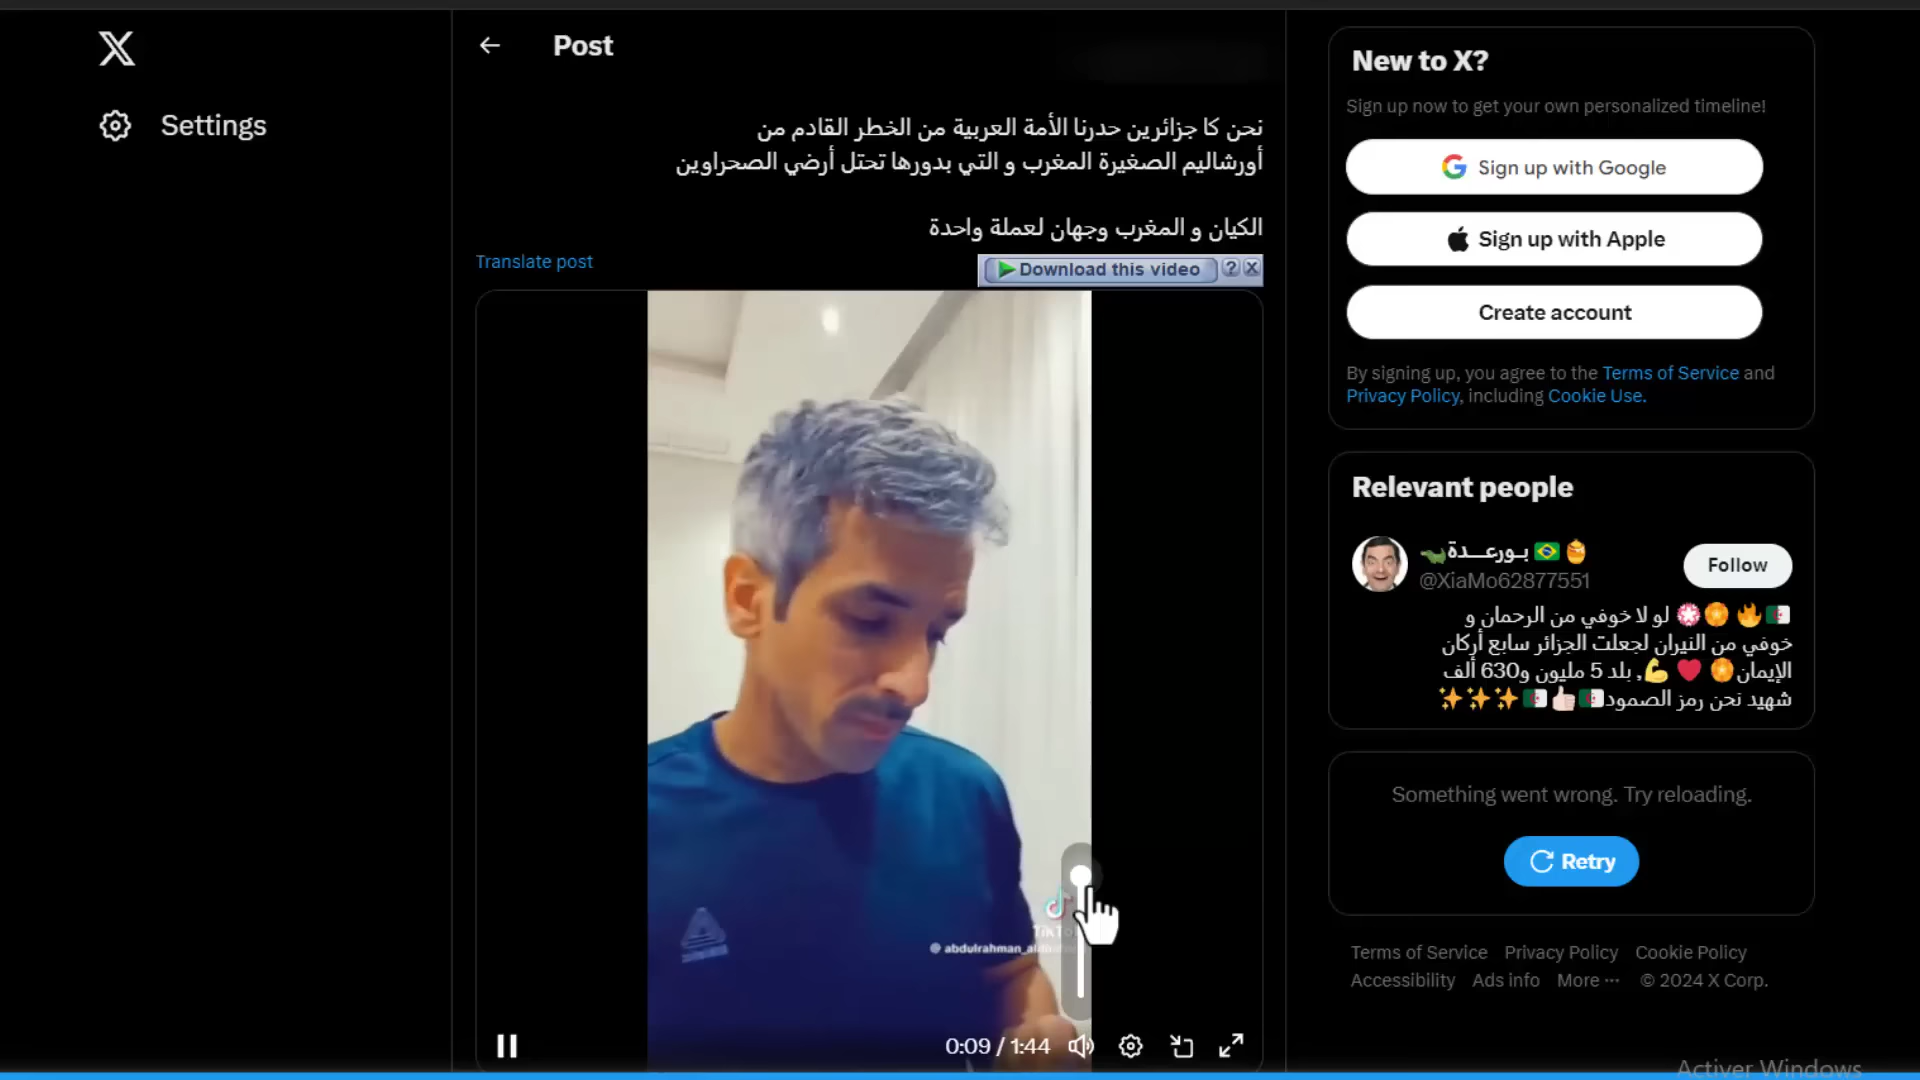 Settings
Post
نحن كا جزائرين حدرنا الأمة العربية من الخطر القادم من
أورشاليم الصغيرة المغرب و التي بدورها تحتل أرضي الصحراوين
الكيان و المغرب وجهان لعملة واحدة
Translate post
Download this video
TikTo
abdulrahman_al
0:09 / 1:44
New to X?
Sign up now to get your own personalized timeline!
Sign up with Google
Sign up with Apple
Create account
By signing up, you agree to the Terms of Service and
Privacy Policy, including Cookie Use.
Relevant people
بـورعـــدة
@XiaMo62877551
Follow
لو لا خوفي من الرحمان و
خوفي من النيران لجعلت الجزائر سابع أركان
الإيمان, بلد 5 مليون و630 ألف
شهيد نحن رمز الصمود
Something went wrong. Try reloading.
Retry
Terms of Service Privacy Policy Cookie Policy
Accessibility Ads info More ··· © 2024 X Corp.
Activer Windows